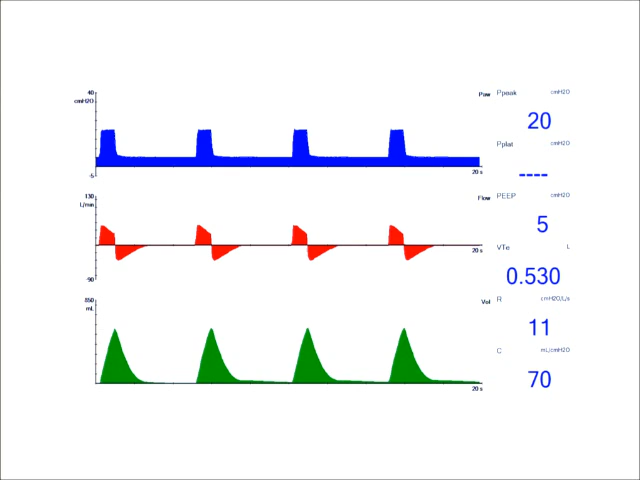 40
cmH2O
-5
20 s
Paw
Ppeak cmH2O
20
Pplat cmH2O
----
130
L/min
-90
20 s
Flow
PEEP cmH2O
5
VTe L
0.530
850
mL
20 s
Vol
R cmH2O/L/s
11
C mL/cmH2O
70